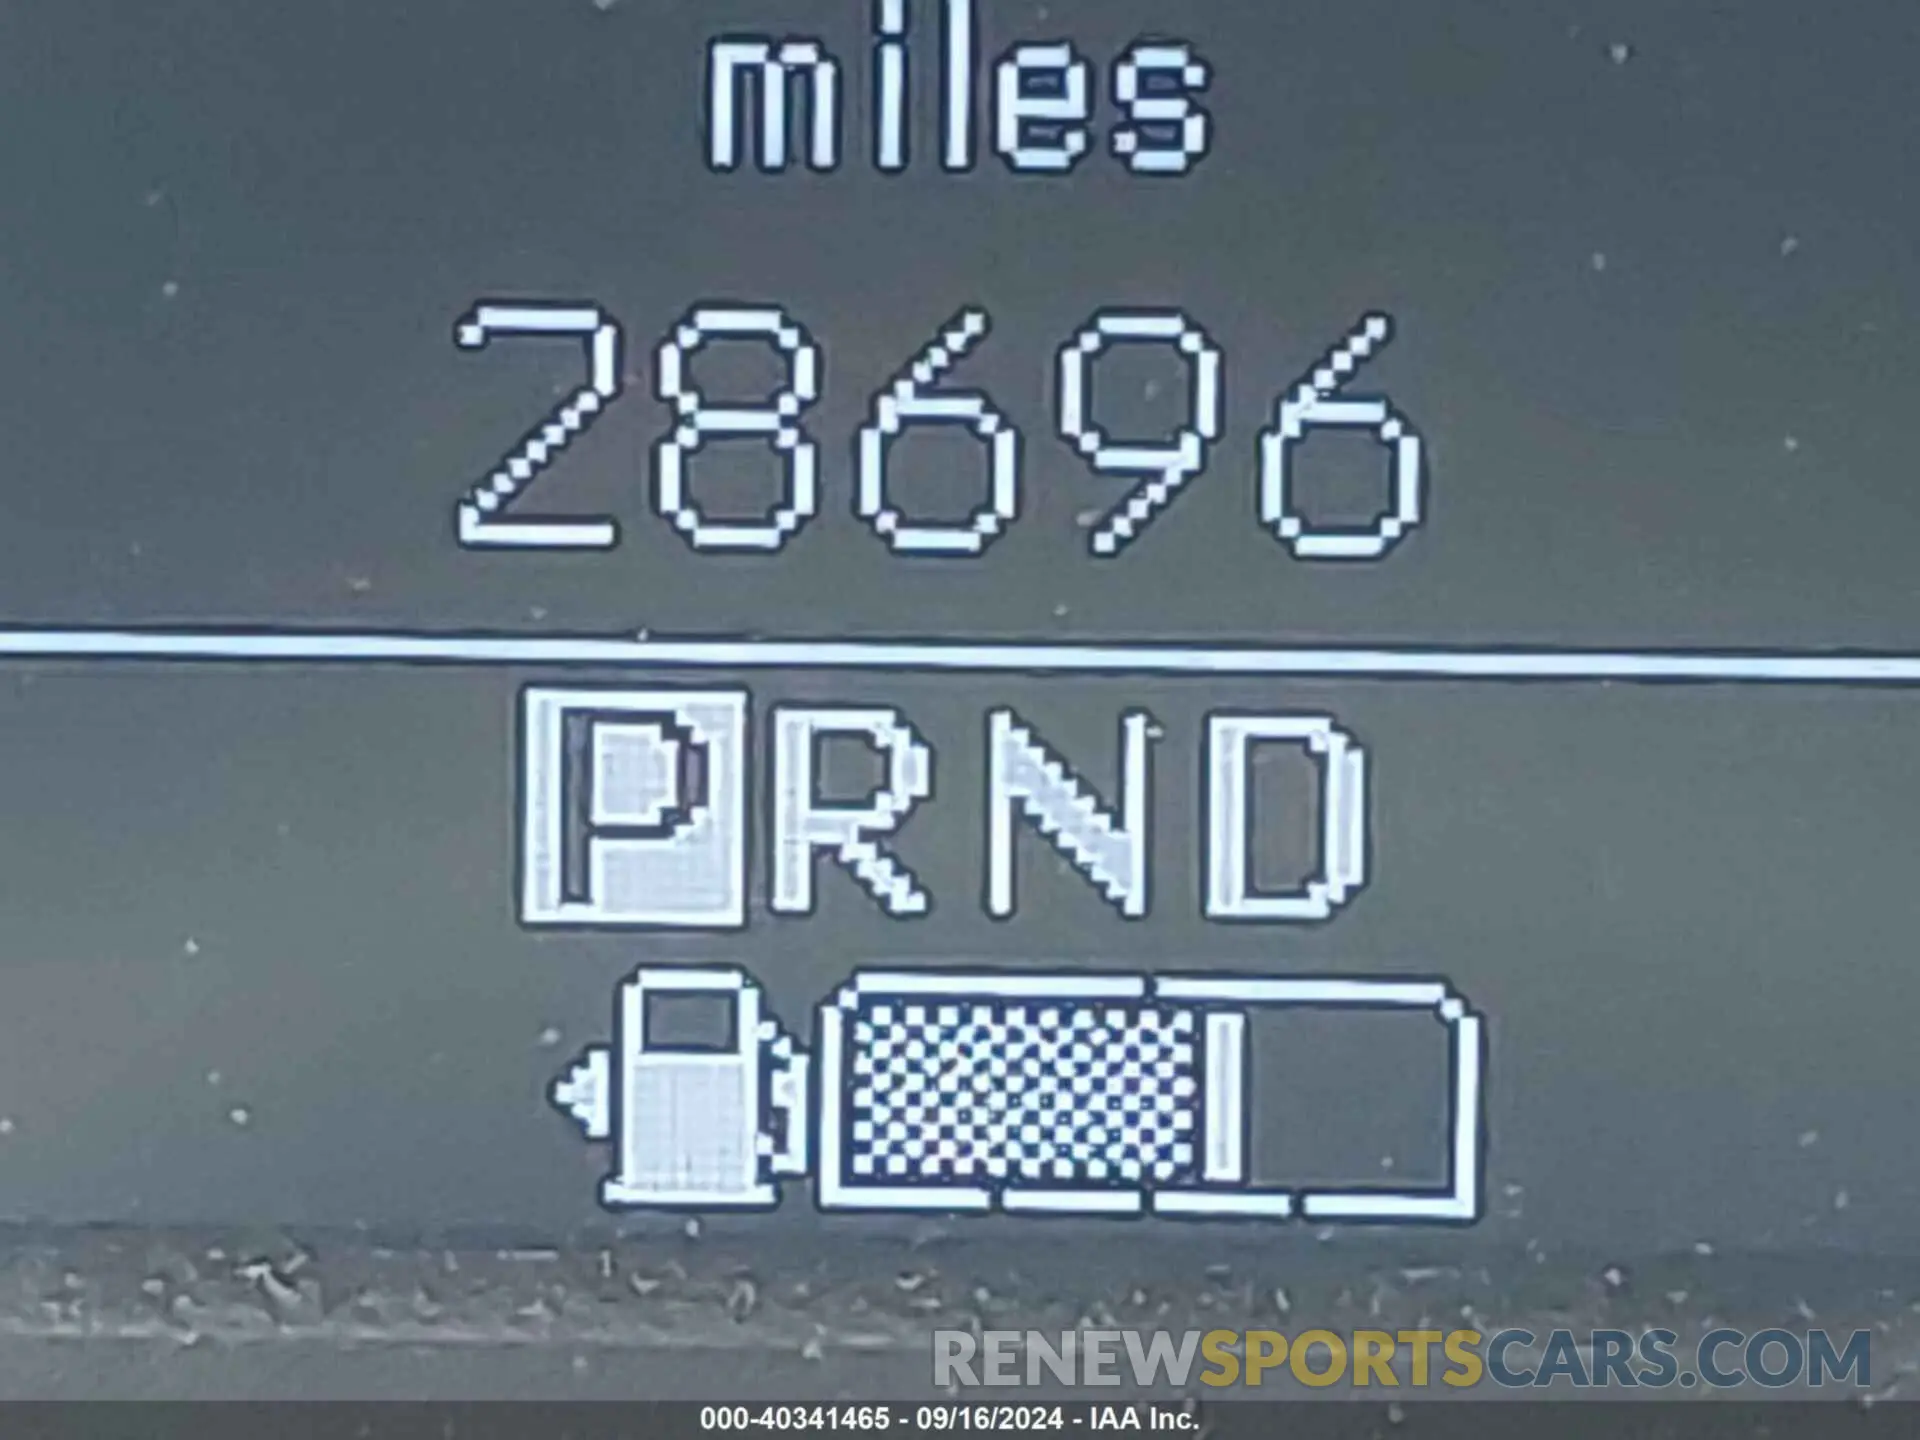 miles
28696
PRND
RENEWSPORTSCARS.COM
000-40341465 - 09/16/2024 - IAA Inc.